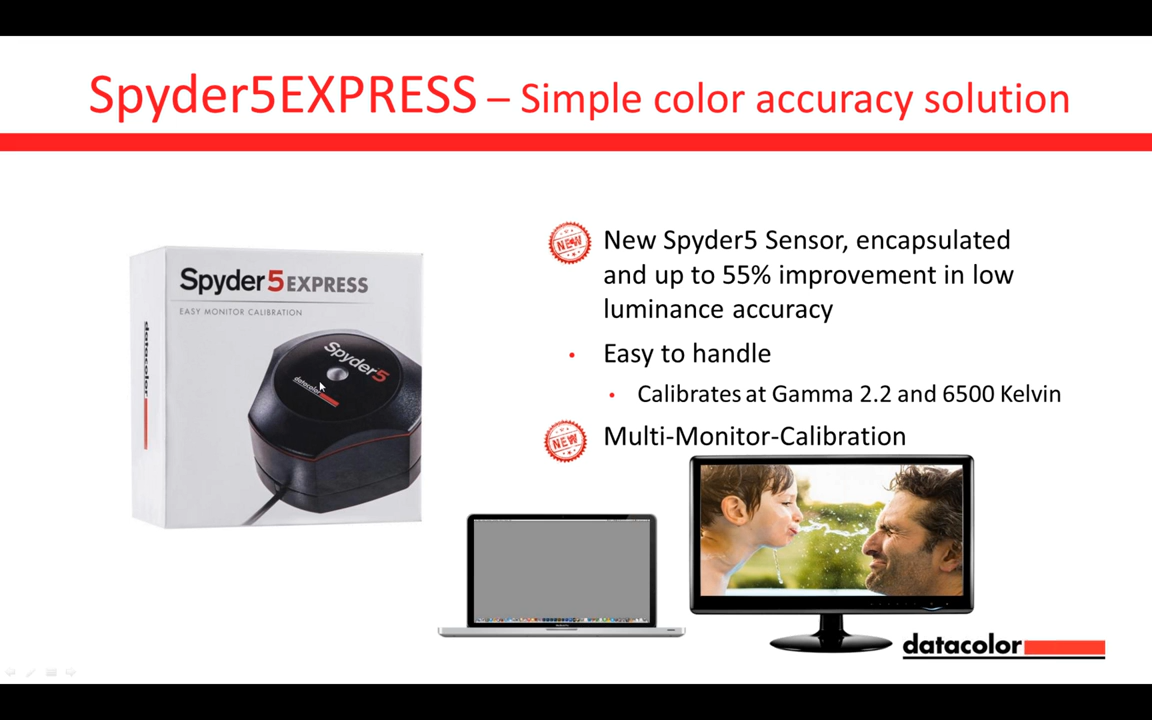 Spyder5EXPRESS – Simple color accuracy solution
NEW
New Spyder5 Sensor, encapsulated
and up to 55% improvement in low
luminance accuracy
• Easy to handle
• Calibrates at Gamma 2.2 and 6500 Kelvin
NEW
Multi-Monitor-Calibration
Spyder5EXPRESS
EASY MONITOR CALIBRATION
datacolor
Spyder5
datacolor
datacolor